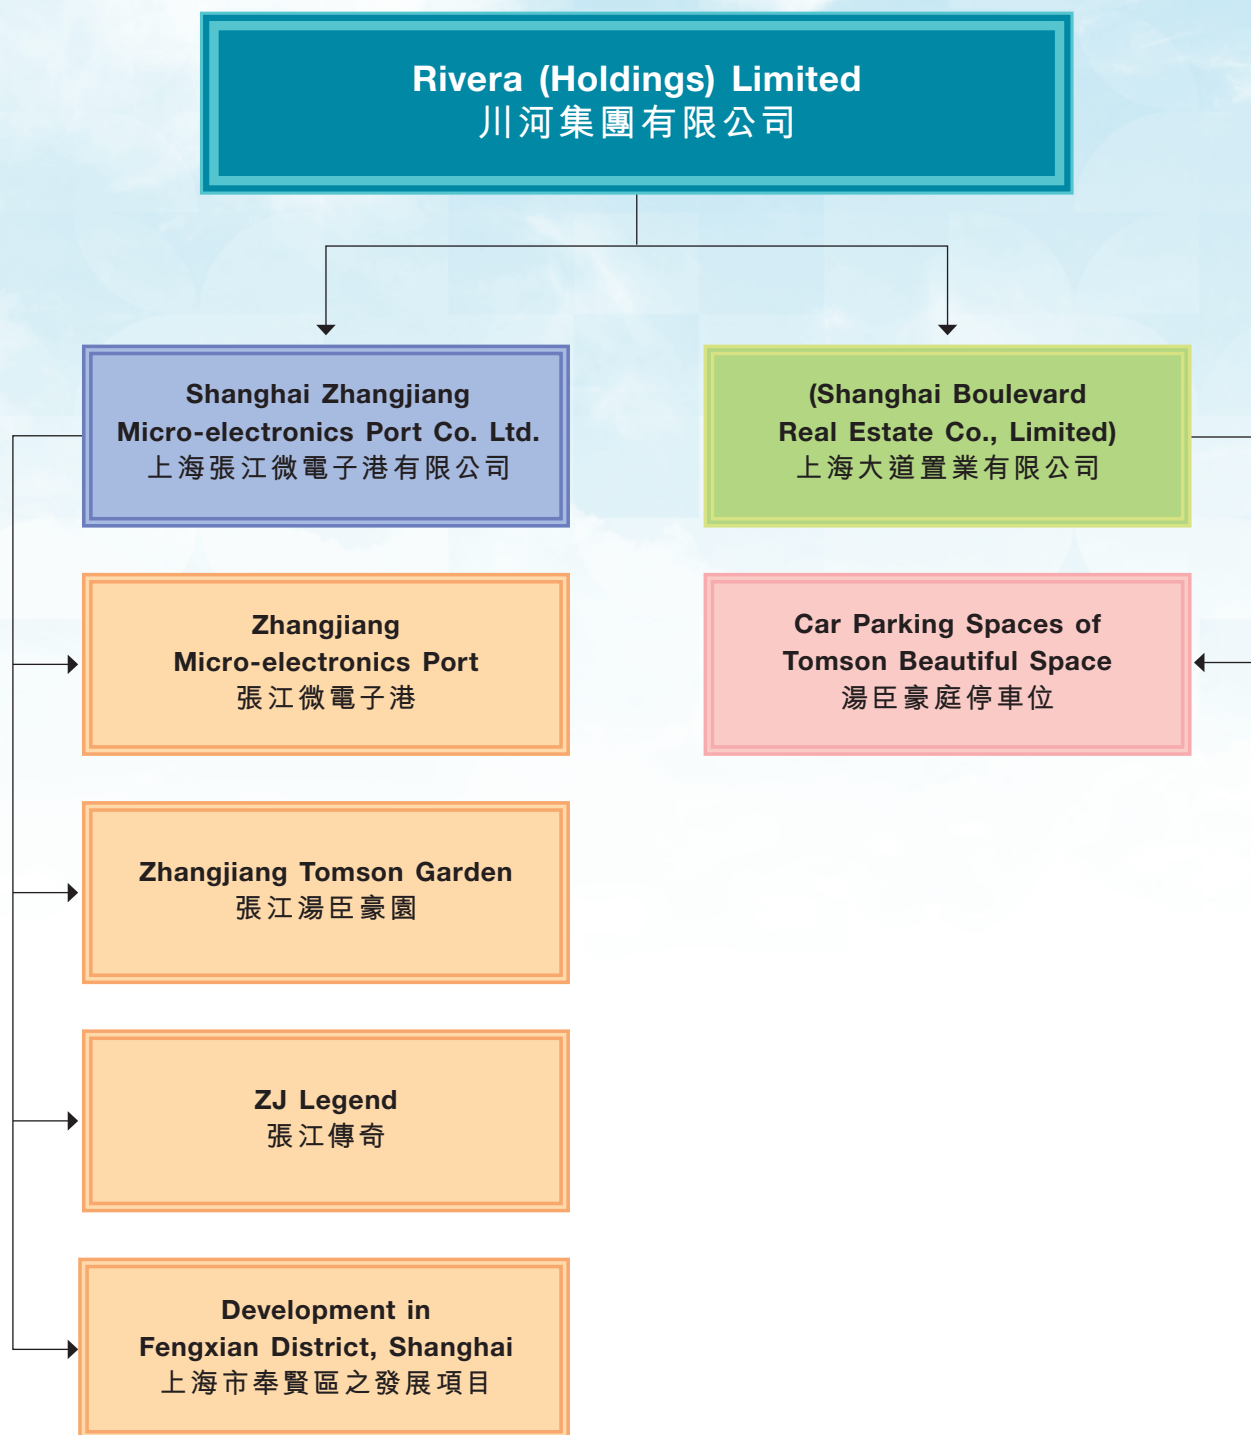 Rivera (Holdings) Limited
川河集團有限公司
Shanghai Zhangjiang
Micro-electronics Port Co. Ltd.
上海張江微電子港有限公司
(Shanghai Boulevard
Real Estate Co., Limited)
上海大道置業有限公司
Zhangjiang
Micro-electronics Port
張江微電子港
Car Parking Spaces of
Tomson Beautiful Space
湯臣豪庭停車位
Zhangjiang Tomson Garden
張江湯臣豪園
ZJ Legend
張江傳奇
Development in
Fengxian District, Shanghai
上海市奉賢區之發展項目